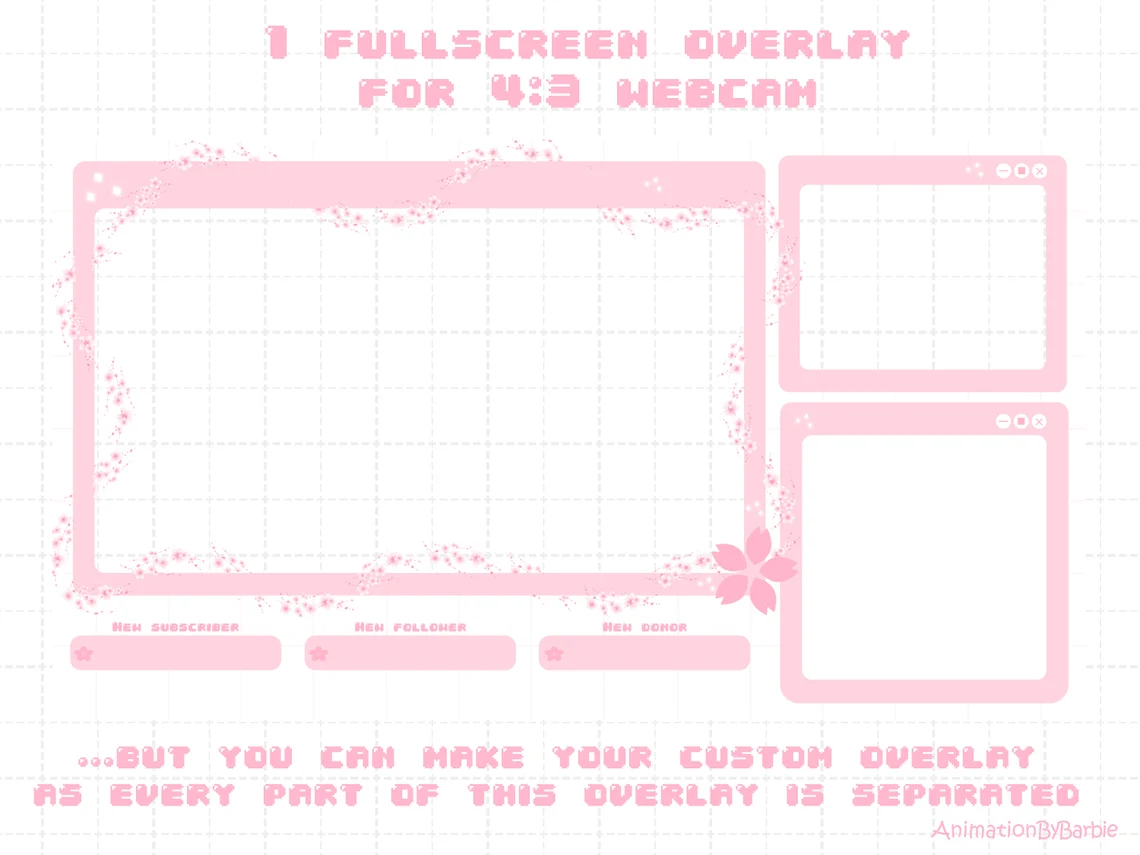 1 FULLSCREEN OVERLAY
FOR 4:3 WEBCAM
New subscriber
New follower
New donor
...BUT YOU CAN MAKE YOUR CUSTOM OVERLAY
AS EVERY PART OF THIS OVERLAY IS SEPARATED
AnimationByBarbie